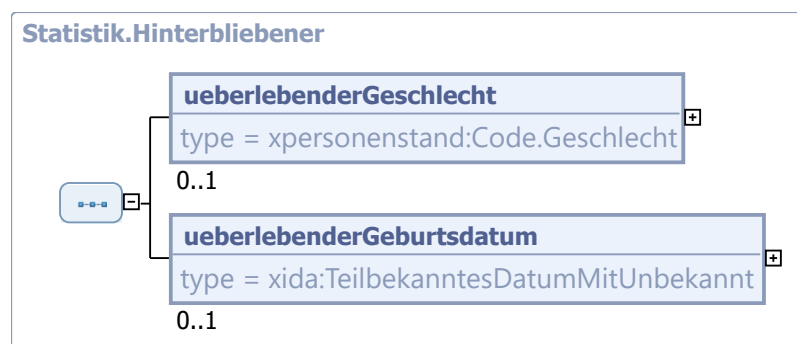 Statistik.Hinterbliebener
ueberlebenderGeschlecht
type = xpersonenstand:Code.Geschlecht
0..1
ueberlebenderGeburtsdatum
type = xida:TeilbekanntesDatumMitUnbekannt
0..1